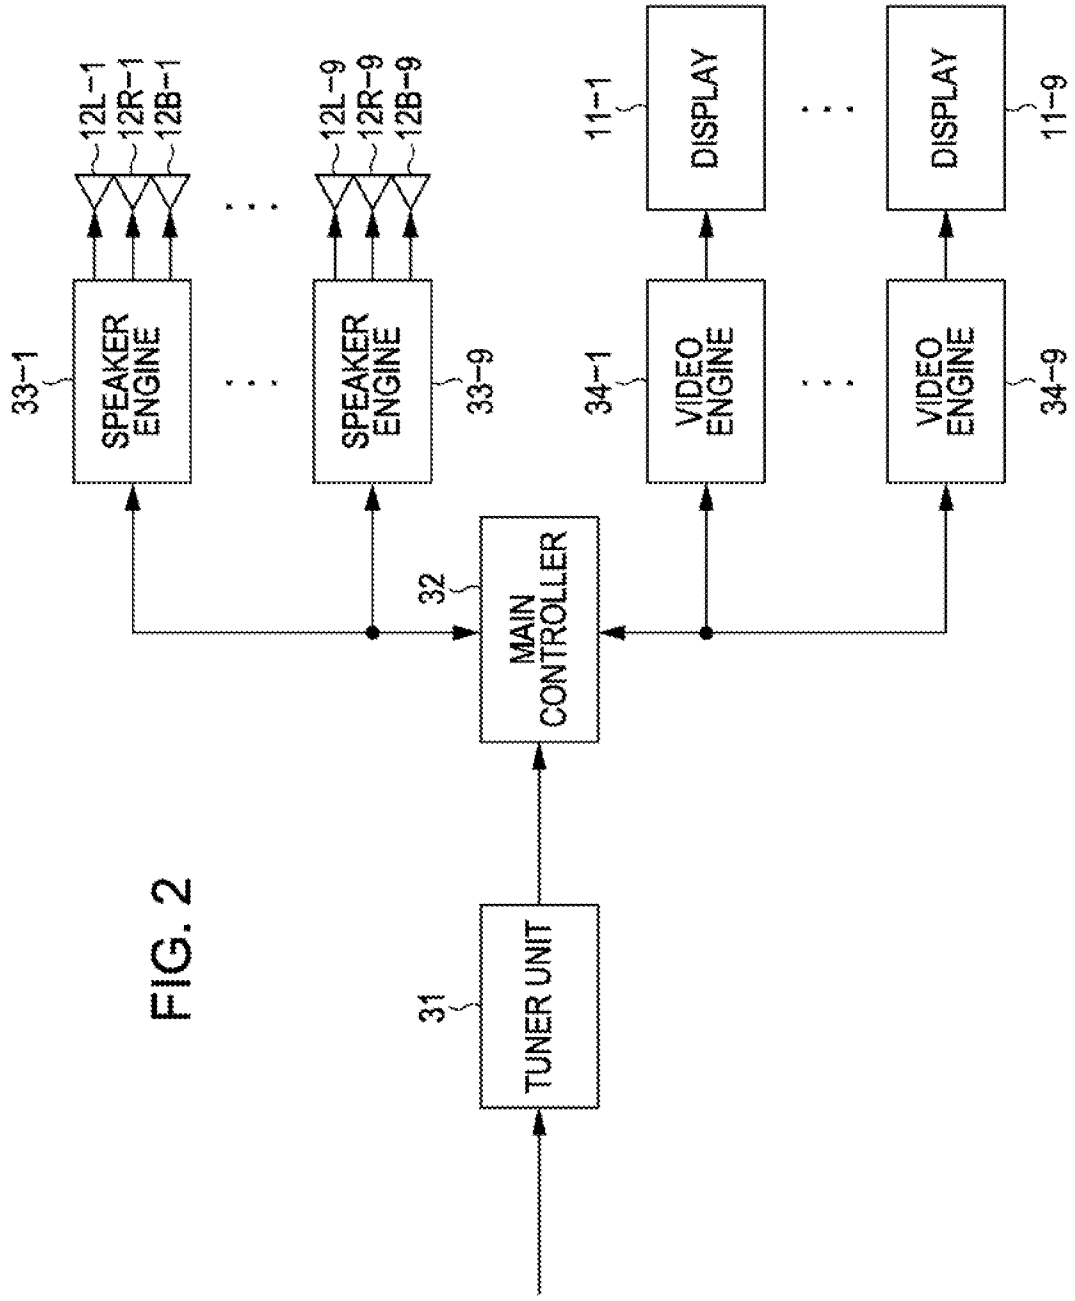 FIG. 2
31
TUNER UNIT
32
MAIN
CONTROLLER
33-1
SPEAKER
ENGINE
12L-1
12R-1
12B-1
. . .
. . .
33-9
SPEAKER
ENGINE
12L-9
12R-9
12B-9
34-1
VIDEO
ENGINE
11-1
DISPLAY
. . .
. . .
34-9
VIDEO
ENGINE
11-9
DISPLAY